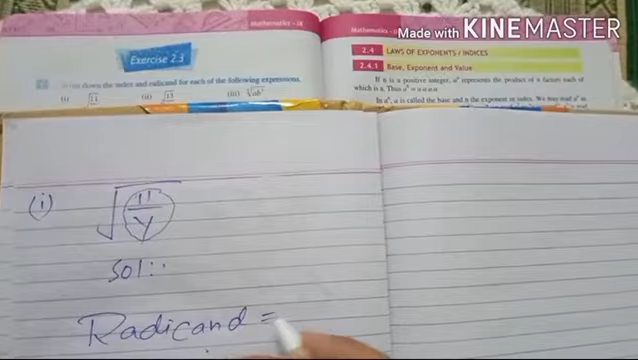 Made with KINEMASTER
Mathematics
Exercise 2.3
down the index and radicand for each of the following expressions.
(i) (ii) (iii)
2.4 LAWS OF EXPONENTS / INDICES
2.4.1 Base, Exponent and Value
If n is a positive integer, aⁿ represents the product of n factors each of
which is a. Thus
In aⁿ, a is called the base and n the exponent or index. We may read aⁿ as
(i) √(11/y)
Sol:.
Radicand =